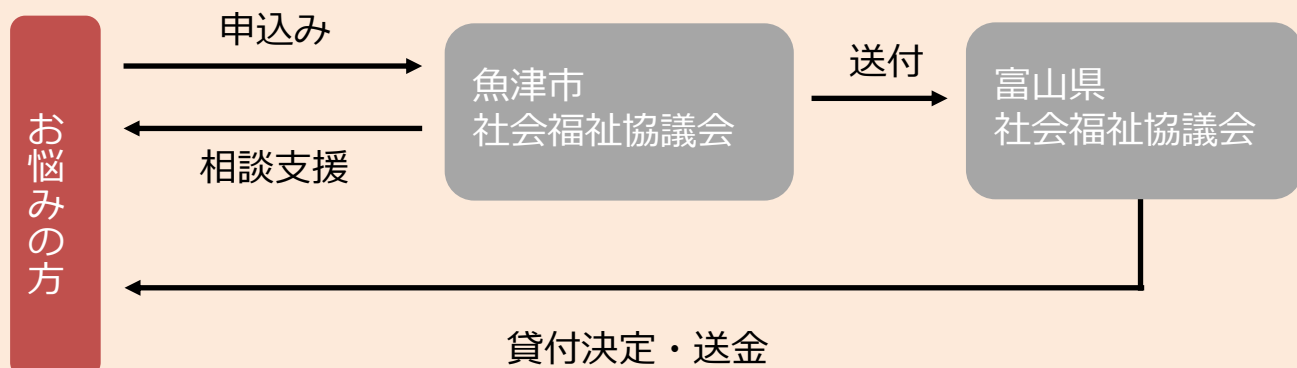 お悩みの方
申込み
相談支援
魚津市
社会福祉協議会
送付
富山県
社会福祉協議会
貸付決定・送金